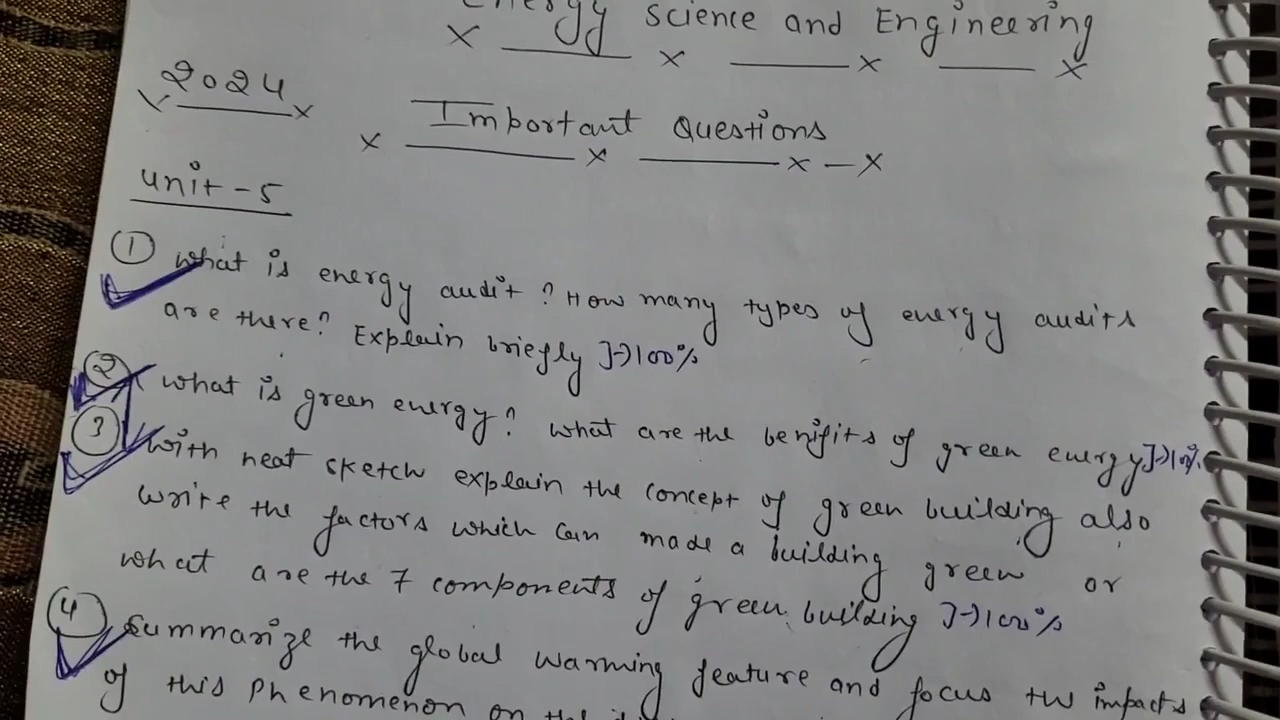 Energy Science and Engineering
2024
Important Questions
Unit-5
① What is energy audit? How many types of energy audits
are there? Explain briefly ]→100%
② What is green energy? What are the benifits of green energy]→10%
③ With neat sketch explain the concept of green building also
write the factors which can made a building green or
what are the 7 components of green building ]→100%
④ Summarize the global warming feature and focus the impacts
of this phenomenon on the